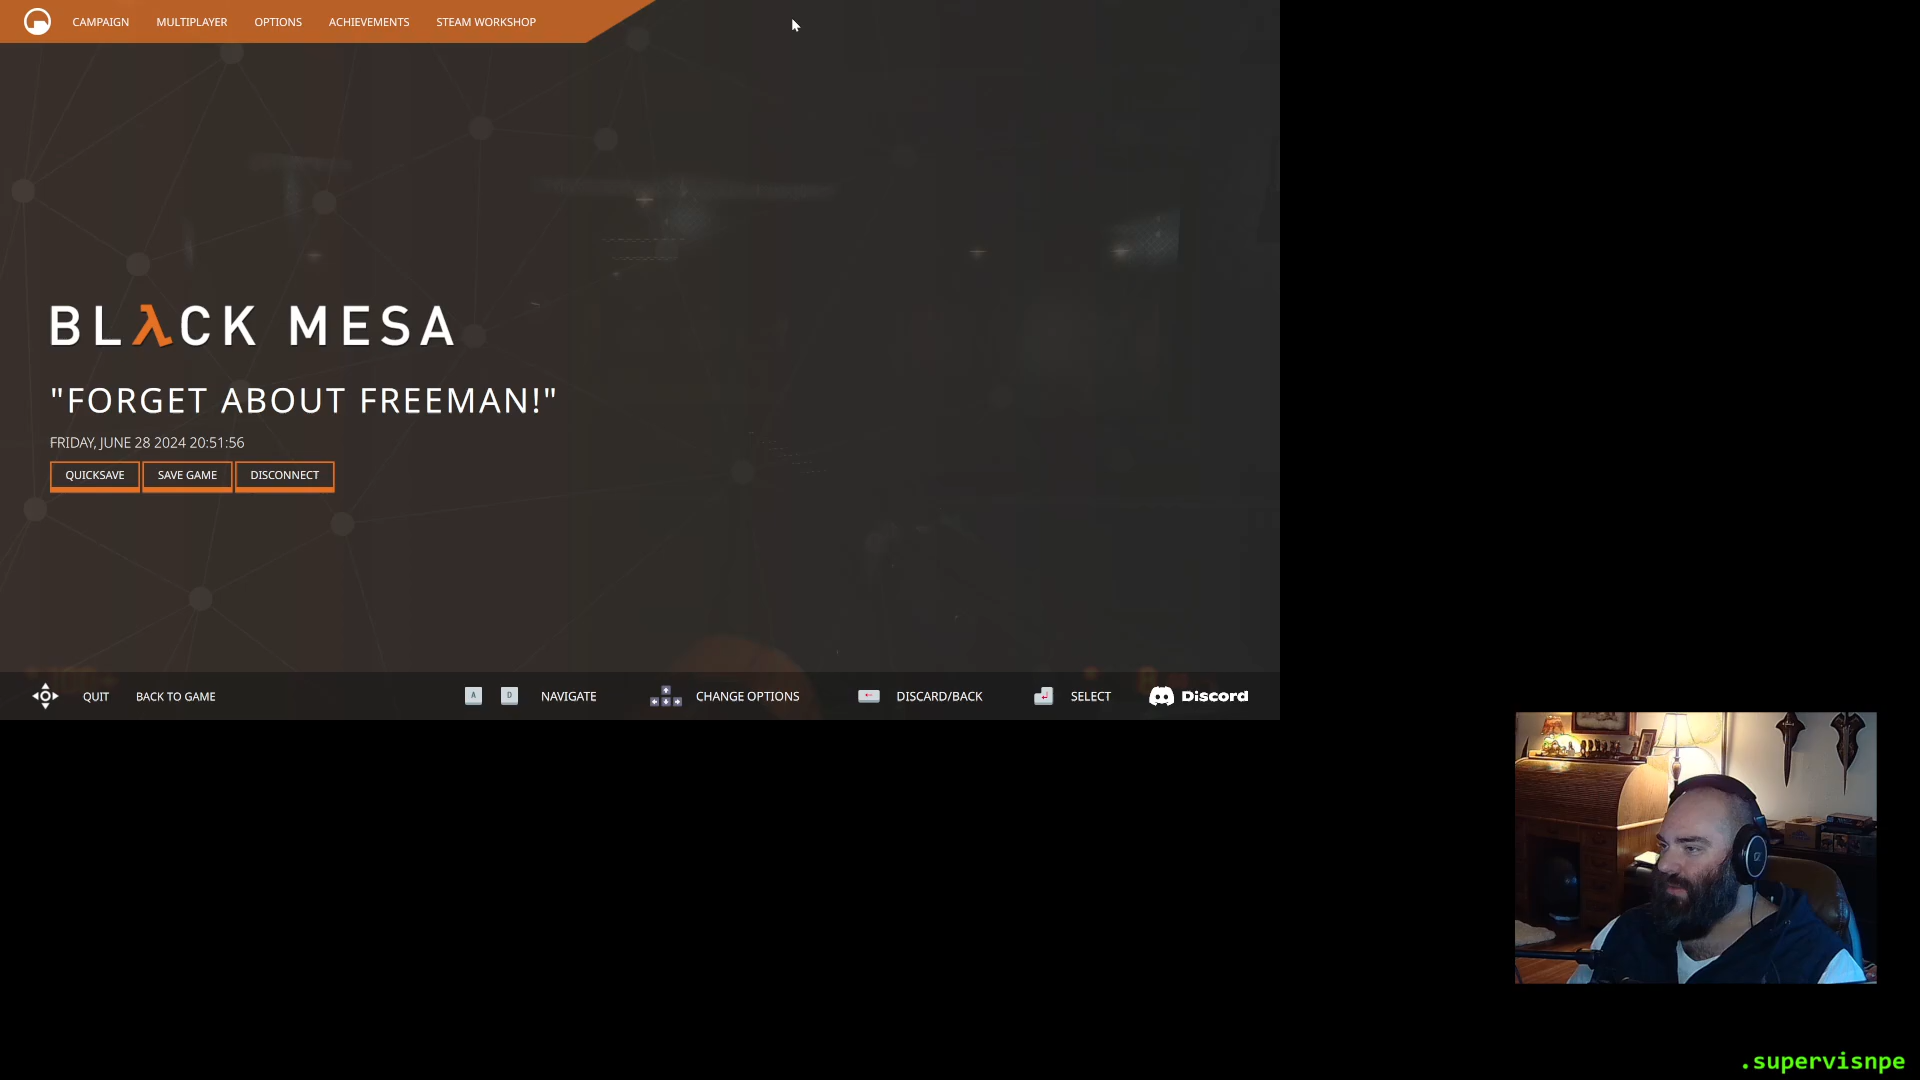 CAMPAIGN MULTIPLAYER OPTIONS ACHIEVEMENTS STEAM WORKSHOP
BLλCK MESA
"FORGET ABOUT FREEMAN!"
FRIDAY, JUNE 28 2024 20:51:56
QUICKSAVE SAVE GAME DISCONNECT
QUIT BACK TO GAME A D NAVIGATE CHANGE OPTIONS DISCARD/BACK SELECT Discord
.supervisnpe